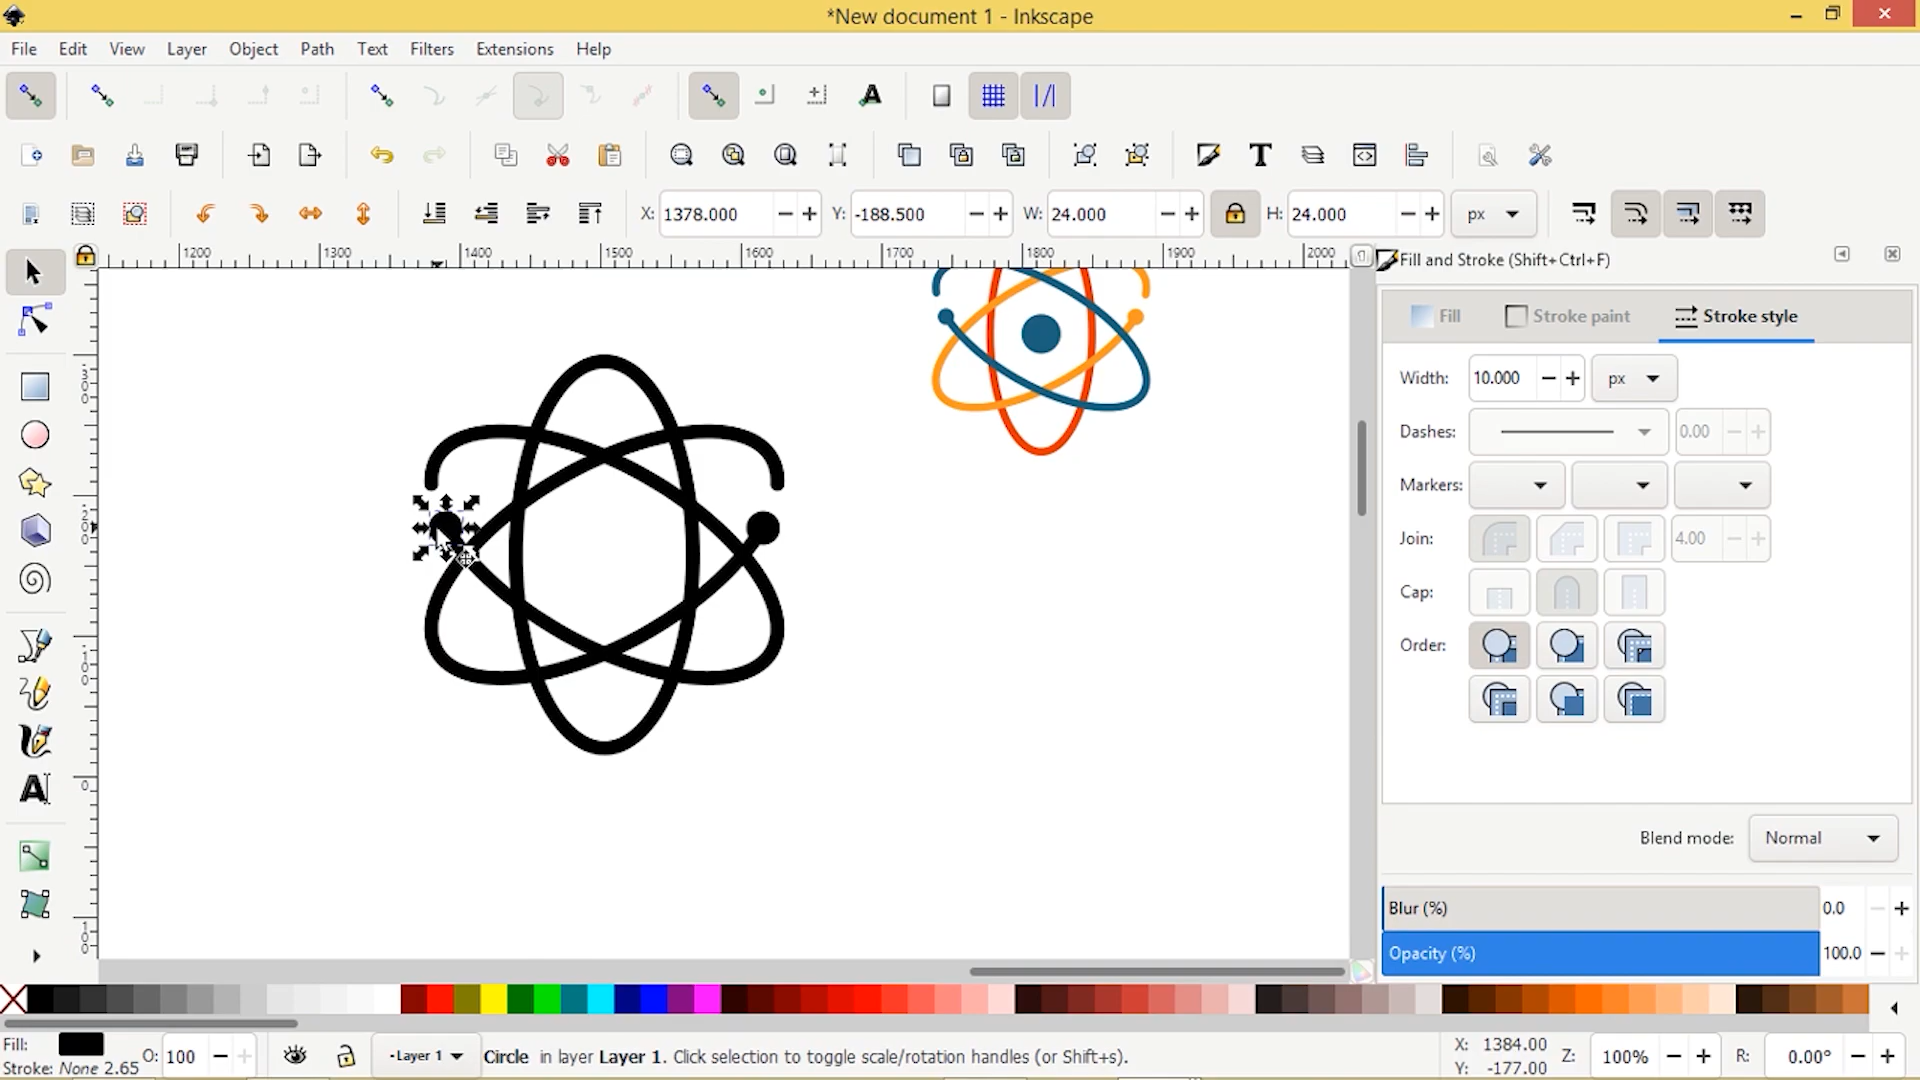 *New document 1 - Inkscape
File Edit View Layer Object Path Text Filters Extensions Help
X: 1378.000 Y: -188.500 W: 24.000 H: 24.000 px
1200 1300 1400 1500 1600 1700 1800 1900 2000
Fill and Stroke (Shift+Ctrl+F)
Fill Stroke paint Stroke style
Width: 10.000 px
Dashes: 0.00
Markers:
Join: 4.00
Cap:
Order:
Blend mode: Normal
Blur (%) 0.0
Opacity (%) 100.0
Fill:
Stroke: None 2.65
O: 100
Layer 1
Circle in layer Layer 1. Click selection to toggle scale/rotation handles (or Shift+s).
X: 1384.00
Y: -177.00
Z: 100%
R: 0.00°